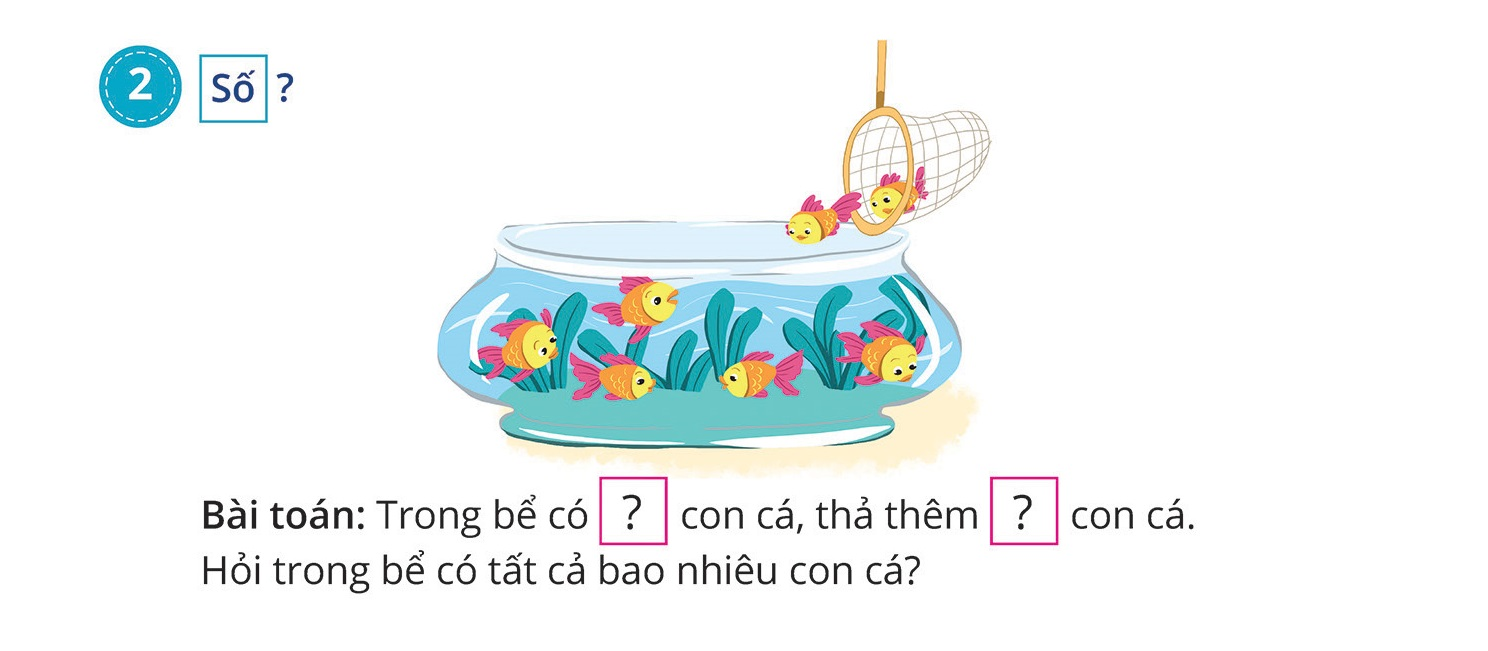 2 Số ?
Bài toán: Trong bể có ? con cá, thả thêm ? con cá.
Hỏi trong bể có tất cả bao nhiêu con cá?